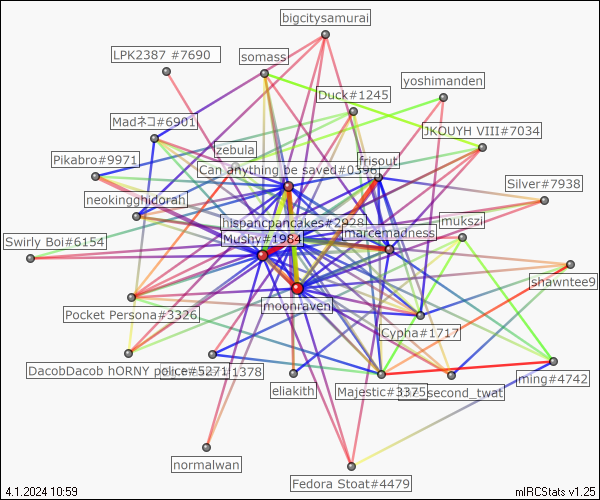 bigcitysamurai
LPK2387 #7690
somass
yoshimanden
Duck#1245
Madネコ#6901
JKOUYH VIII#7034
zebula
frisout
Pikabro#9971
Can anything be saved#0396
Silver#7938
neokingghidorah
hispancpancakes#2928
mukszi
Swirly Boi#6154
Mushy#1984
marcemadness
shawntee9
moonraven
Pocket Persona#3326
Cypha#1717
DacobDacob hORNY police#5271
#1378
ming#4742
eliakith
Majestic#3375
second_twat
normalwan
Fedora Stoat#4479
4.1.2024 10:59
mIRCStats v1.25